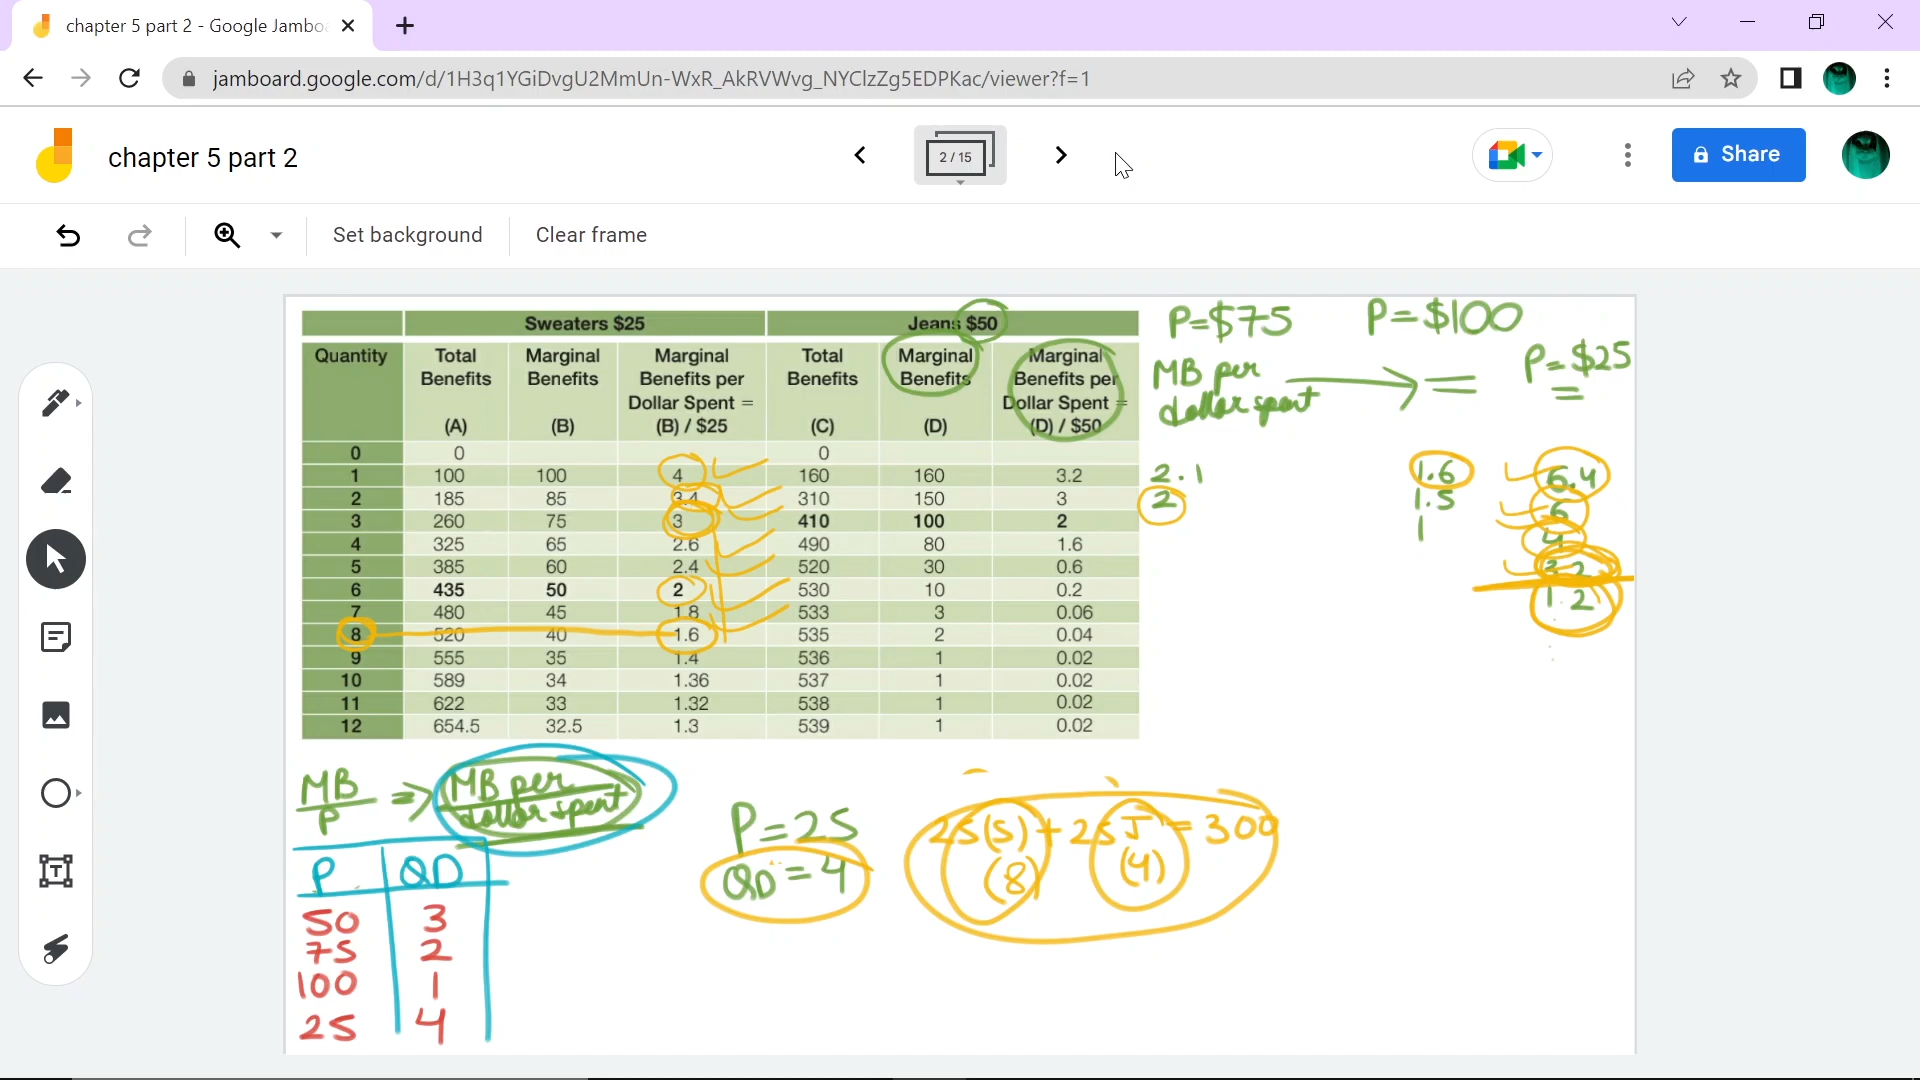 chapter 5 part 2 - Google Jambo
jamboard.google.com/d/1H3q1YGiDvgU2MmUn-WxR_AkRVWvg_NYClzZg5EDPKac/viewer?f=1
chapter 5 part 2
2 / 15
Share
Set background
Clear frame
Sweaters $25 Jeans $50
Quantity Total Benefits (A) Marginal Benefits (B) Marginal Benefits per Dollar Spent = (B) / $25 Total Benefits (C) Marginal Benefits (D) Marginal Benefits per Dollar Spent = (D) / $50
0 0 0
1 100 100 4 160 160 3.2
2 185 85 3.4 310 150 3
3 260 75 3 410 100 2
4 325 65 2.6 490 80 1.6
5 385 60 2.4 520 30 0.6
6 435 50 2 530 10 0.2
7 480 45 1.8 533 3 0.06
8 520 40 1.6 535 2 0.04
9 555 35 1.4 536 1 0.02
10 589 34 1.36 537 1 0.02
11 622 33 1.32 538 1 0.02
12 654.5 32.5 1.3 539 1 0.02
P=$75 P=$100
P=$25
MB per
dollar spent
=
=
2.1 1.6 6.4
2 1.5 6
1 4
3.2
1.2
MB
P
=> MB per
dollar spent
P QD
50 3
75 2
100 1
25 4
P=25
QD=4
25(S)+25J=300
(8) (4)